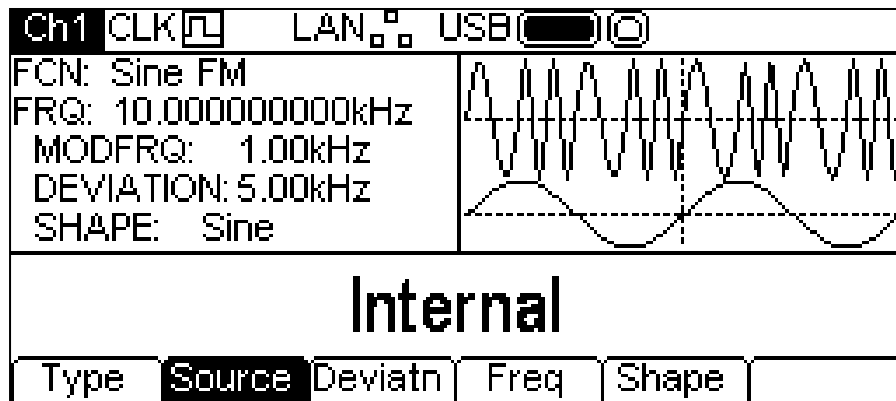 Ch1 CLK LAN USB
FCN: Sine FM
FRQ: 10.000000000kHz
MODFRQ: 1.00kHz
DEVIATION: 5.00kHz
SHAPE: Sine
Internal
Type Source Deviatn Freq Shape